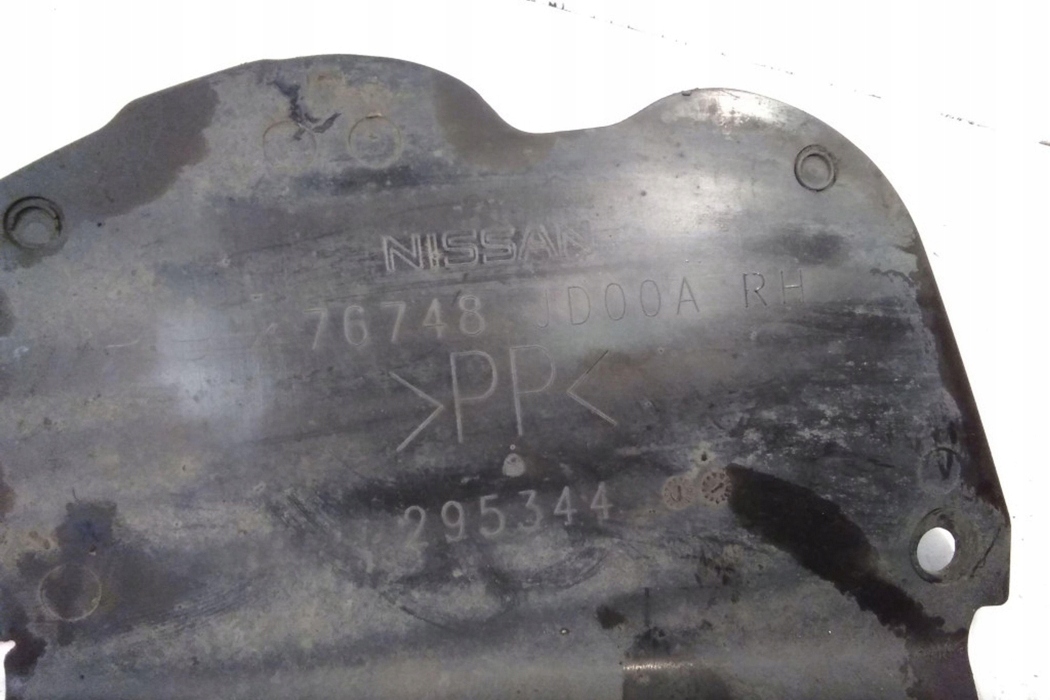 NISSAN
76748 JD00A RH
>PP<
295344